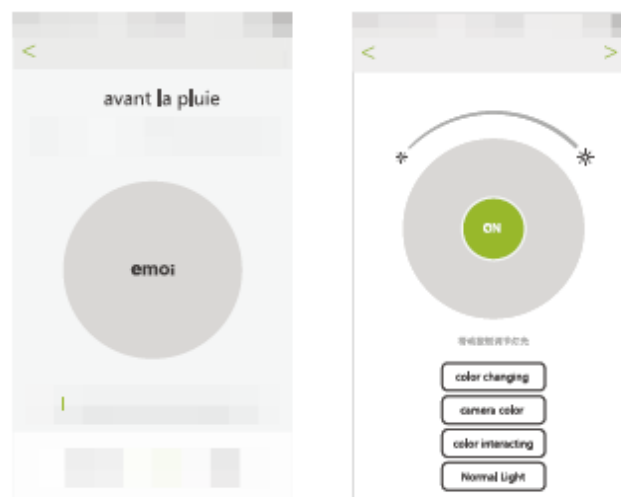 <
avant la pluie
emoi
< >
ON
color changing
camera color
color interacting
Normal Light